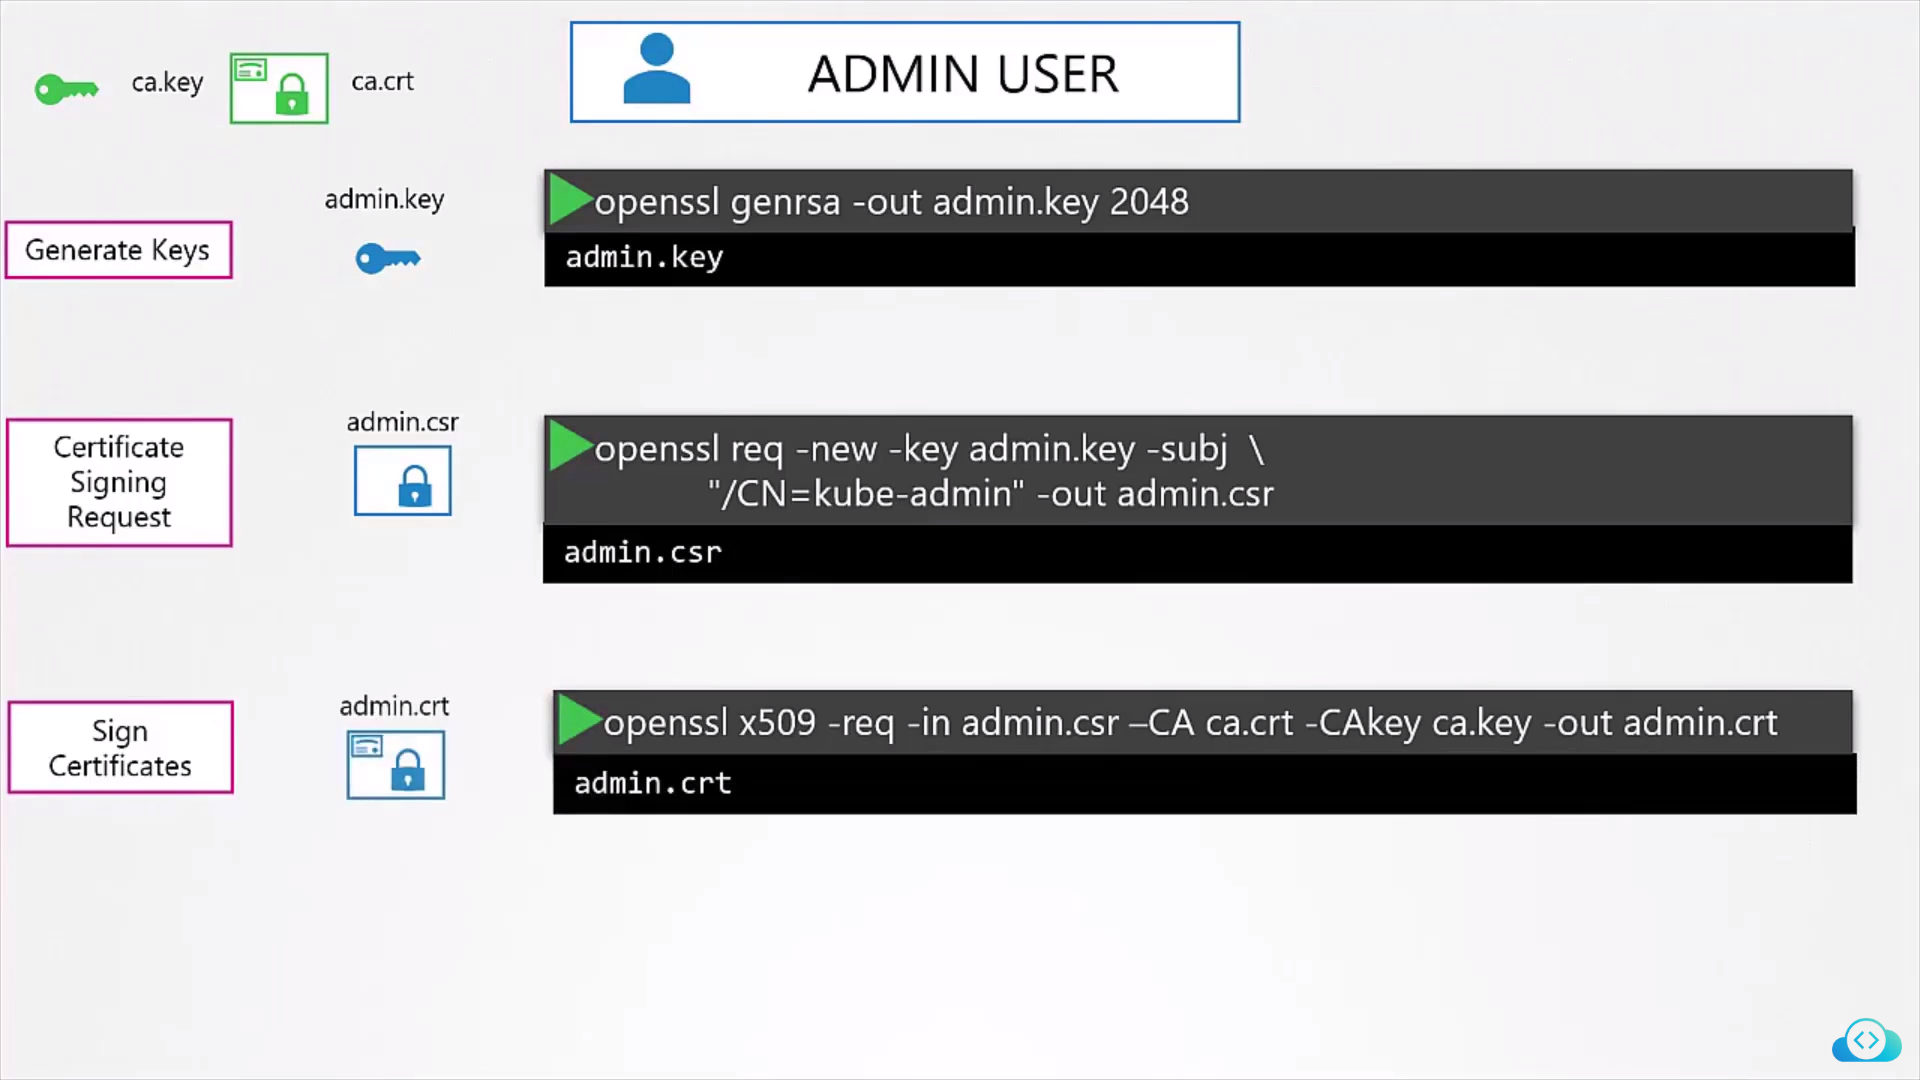 ca.key
ca.crt
ADMIN USER
admin.key
Generate Keys
openssl genrsa -out admin.key 2048
admin.key
admin.csr
Certificate
Signing
Request
openssl req -new -key admin.key -subj \
"/CN=kube-admin" -out admin.csr
admin.csr
admin.crt
Sign
Certificates
openssl x509 -req -in admin.csr –CA ca.crt -CAkey ca.key -out admin.crt
admin.crt